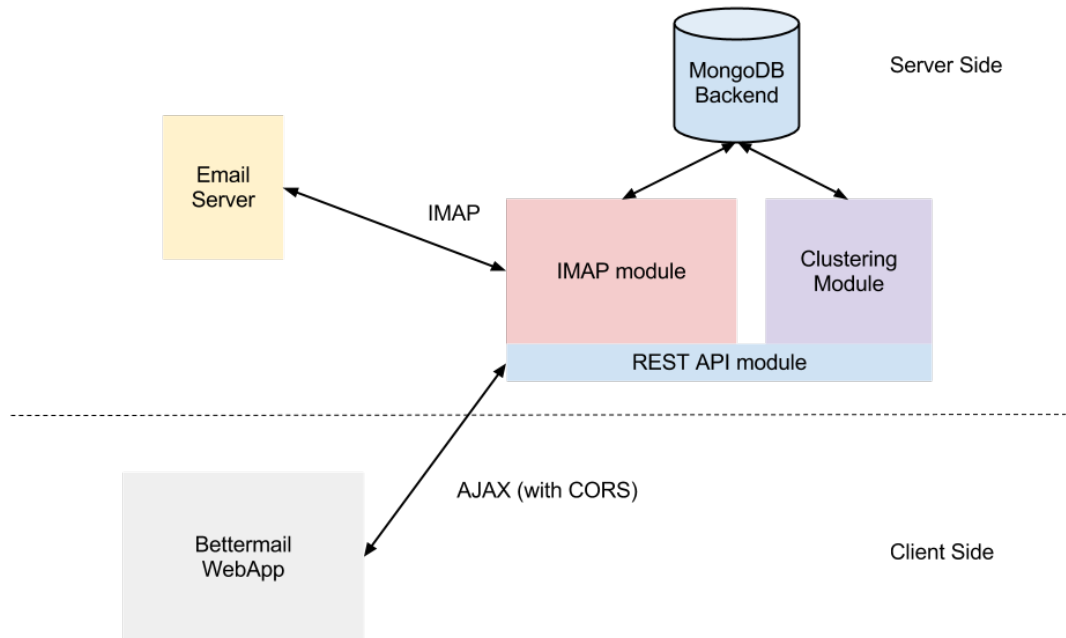 MongoDB
Backend
Server Side
Email
Server
IMAP
IMAP module
Clustering
Module
REST API module
AJAX (with CORS)
Bettermail
WebApp
Client Side